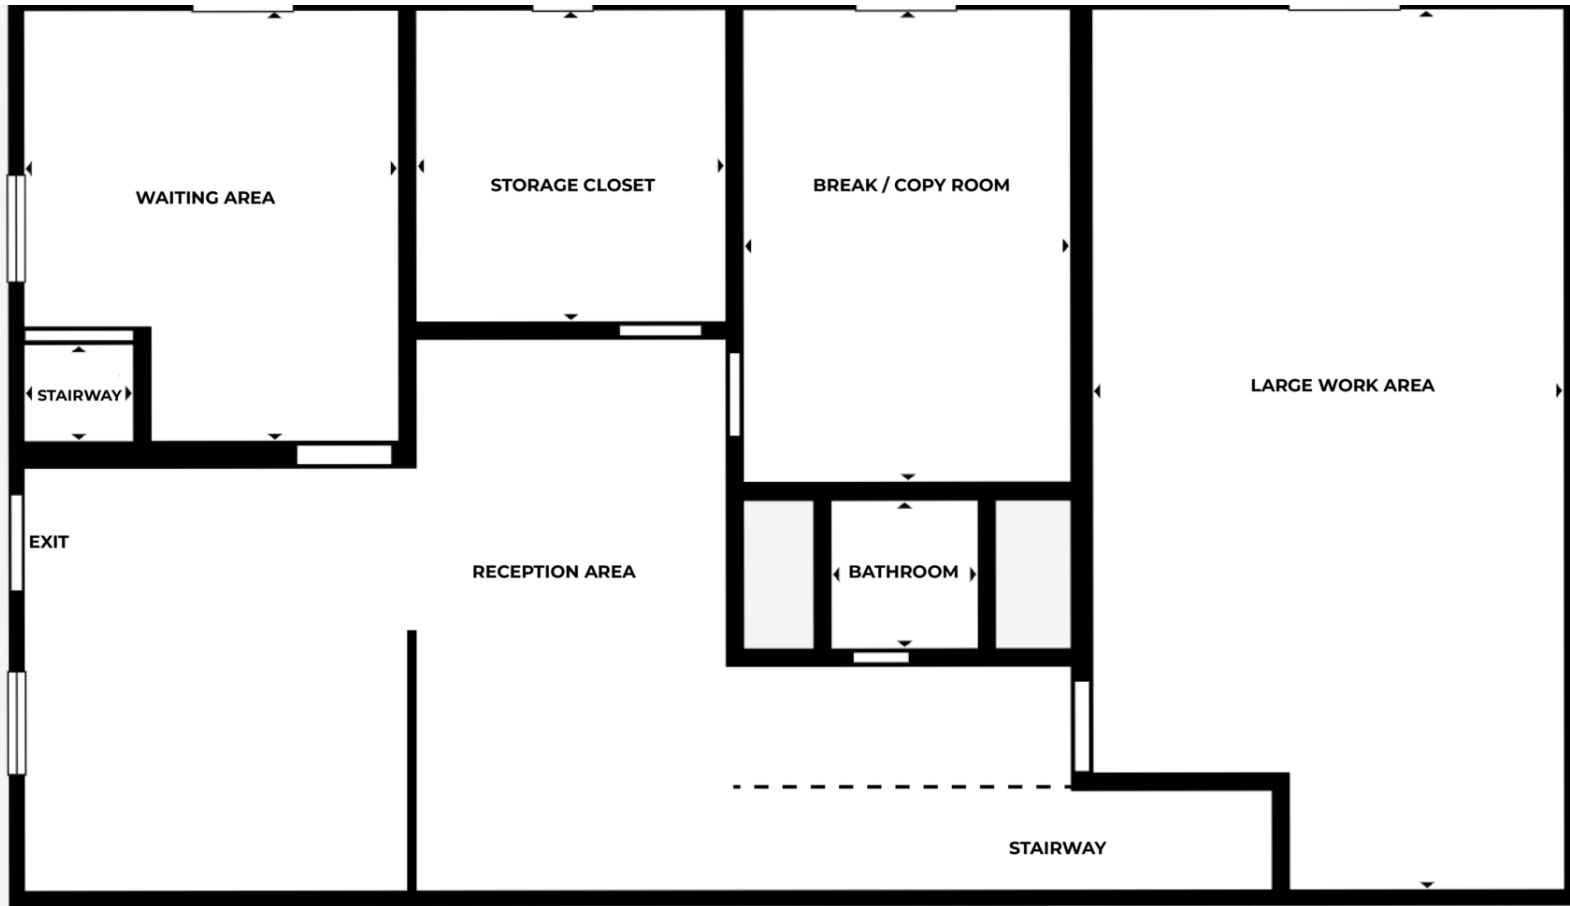 WAITING AREA
STORAGE CLOSET
BREAK / COPY ROOM
LARGE WORK AREA
STAIRWAY
EXIT
RECEPTION AREA
BATHROOM
STAIRWAY